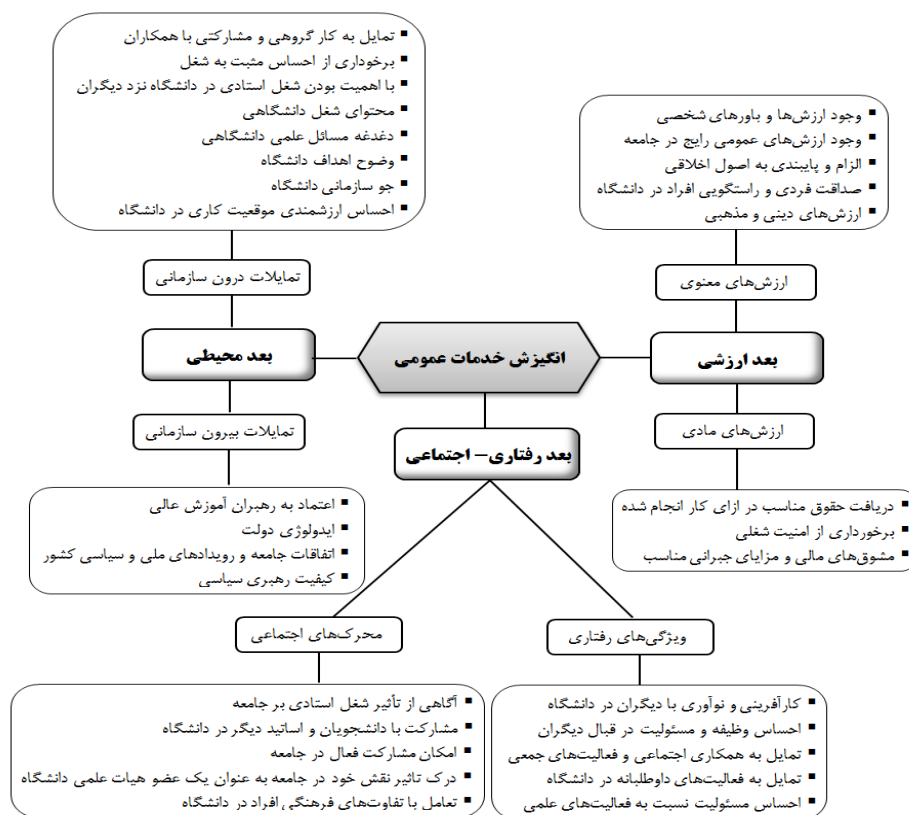 تمایل به کار گروهی و مشارکتی با همکاران
برخوداری از احساس مثبت به شغل
با اهمیت بودن شغل استادی در دانشگاه نزد دیگران
محتوای شغل دانشگاهی
دغدغه مسائل علمی دانشگاهی
وضوح اهداف دانشگاه
جو سازمانی دانشگاه
احساس ارزشمندی موقعیت کاری در دانشگاه
وجود ارزش‌ها و باورهای شخصی
وجود ارزش‌های عمومی رایج در جامعه
الزام و پایبندی به اصول اخلاقی
صداقت فردی و راستگویی افراد در دانشگاه
ارزش‌های دینی و مذهبی
تمایلات درون سازمانی
ارزش‌های معنوی
انگیزش خدمات عمومی
بعد محیطی
بعد ارزشی
تمایلات بیرون سازمانی
ارزش‌های مادی
بعد رفتاری- اجتماعی
اعتماد به رهبران آموزش عالی
ایدولوژی دولت
اتفاقات جامعه و رویدادهای ملی و سیاسی کشور
کیفیت رهبری سیاسی
دریافت حقوق مناسب در ازای کار انجام شده
برخورداری از امنیت شغلی
مشوق‌های مالی و مزایای جبرانی مناسب
محرک‌های اجتماعی
ویژگی‌های رفتاری
آگاهی از تأثیر شغل استادی بر جامعه
مشارکت با دانشجویان و اساتید دیگر در دانشگاه
امکان مشارکت فعال در جامعه
درک تاثیر نقش خود در جامعه به عنوان یک عضو هیات علمی دانشگاه
تعامل با تفاوت‌های فرهنگی افراد در دانشگاه
کارآفرینی و نوآوری با دیگران در دانشگاه
احساس وظیفه و مسئولیت در قبال دیگران
تمایل به همکاری اجتماعی و فعالیت‌های جمعی
تمایل به فعالیت‌های داوطلبانه در دانشگاه
احساس مسئولیت نسبت به فعالیت‌های علمی